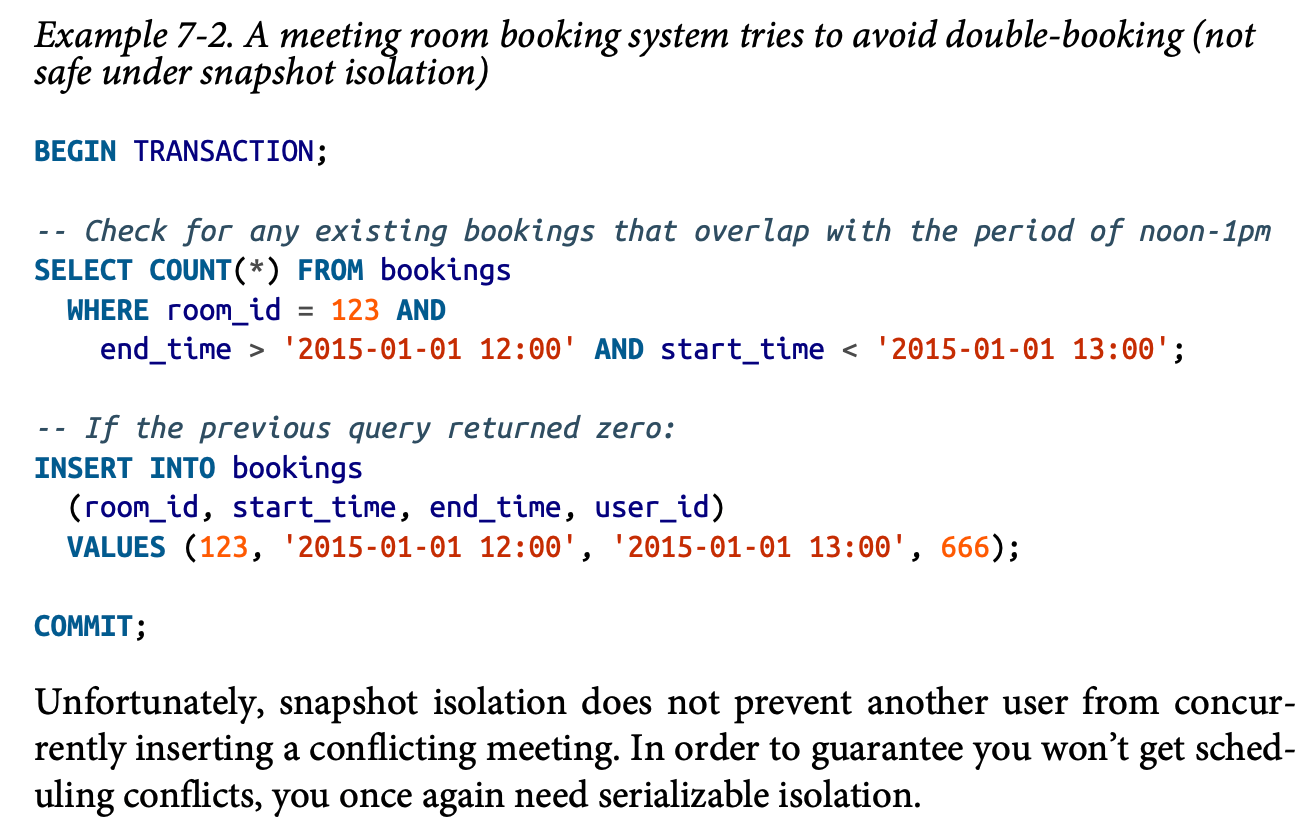 Example 7-2. A meeting room booking system tries to avoid double-booking (not
safe under snapshot isolation)
BEGIN TRANSACTION;
-- Check for any existing bookings that overlap with the period of noon-1pm
SELECT COUNT(*) FROM bookings
WHERE room_id = 123 AND
end_time > '2015-01-01 12:00' AND start_time < '2015-01-01 13:00';
-- If the previous query returned zero:
INSERT INTO bookings
(room_id, start_time, end_time, user_id)
VALUES (123, '2015-01-01 12:00', '2015-01-01 13:00', 666);
COMMIT;
Unfortunately, snapshot isolation does not prevent another user from concur-
rently inserting a conflicting meeting. In order to guarantee you won’t get sched-
uling conflicts, you once again need serializable isolation.